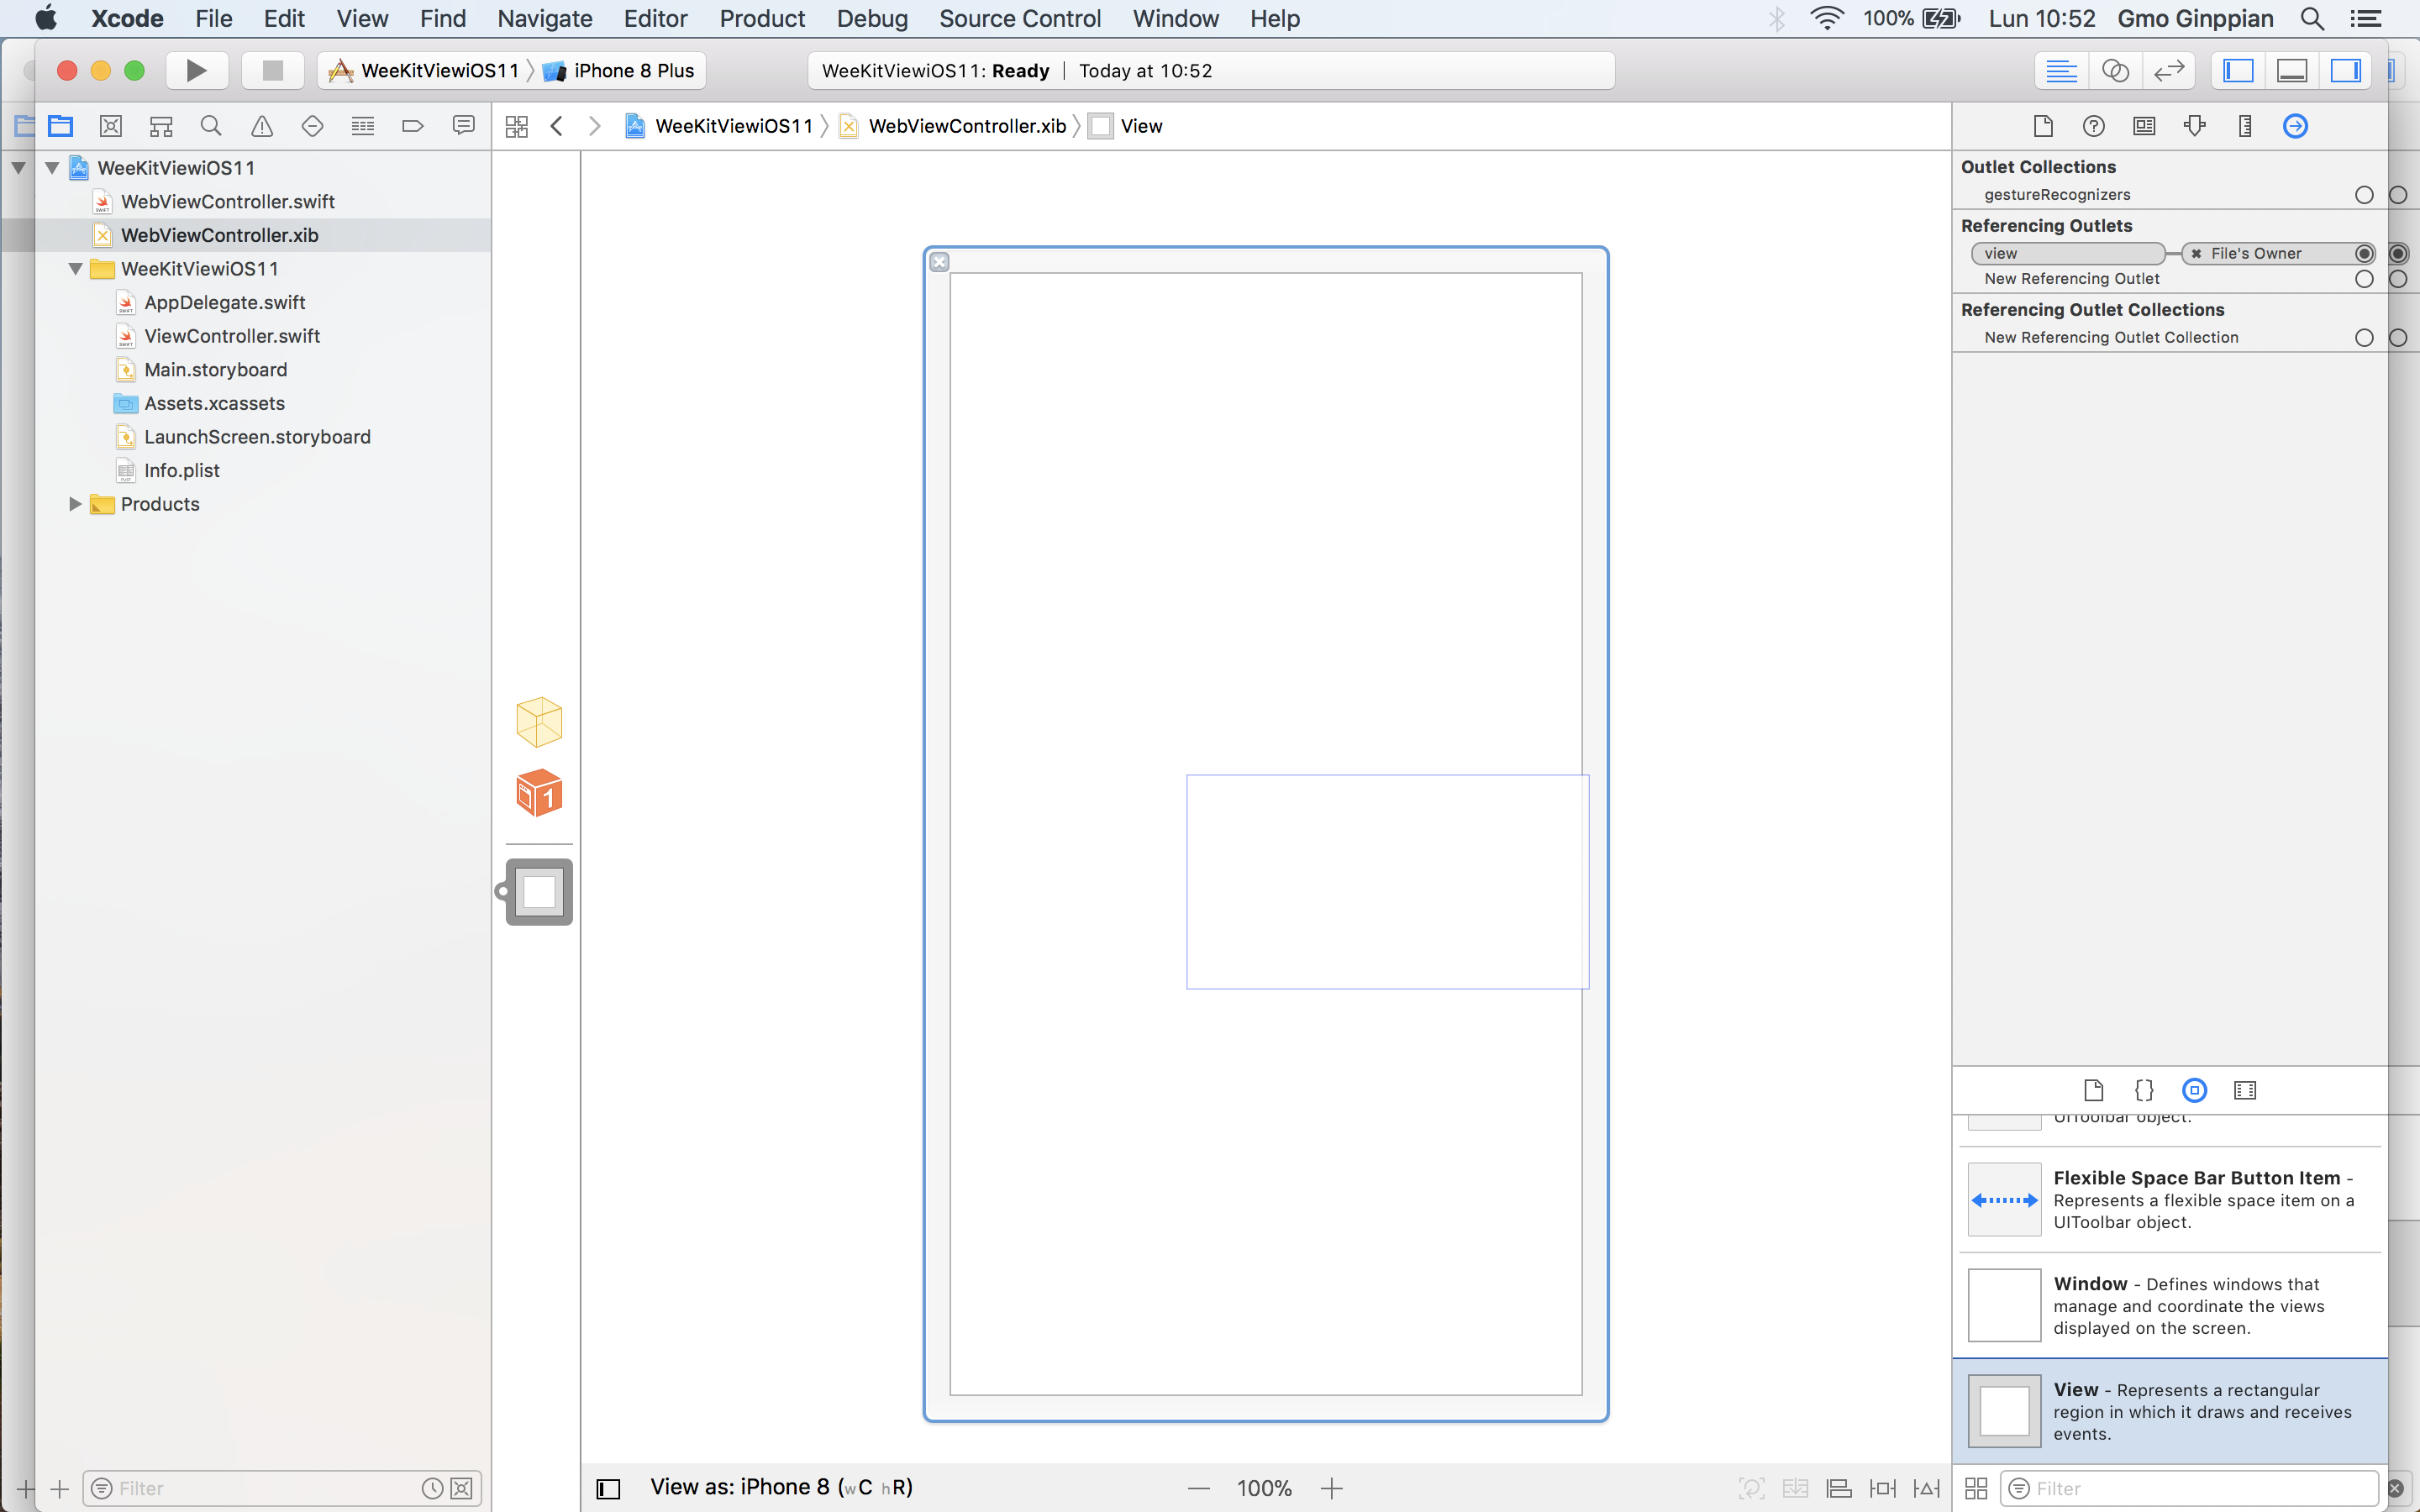 Xcode File Edit View Find Navigate Editor Product Debug Source Control Window Help 100% Lun 10:52 Gmo Ginppian
WeeKitViewiOS11 iPhone 8 Plus WeeKitViewiOS11: Ready Today at 10:52
WeeKitViewiOS11 WebViewController.xib View
WeeKitViewiOS11
WebViewController.swift
WebViewController.xib
WeeKitViewiOS11
AppDelegate.swift
ViewController.swift
Main.storyboard
Assets.xcassets
LaunchScreen.storyboard
Info.plist
Products
Filter
1
View as: iPhone 8 (wC hR)
100%
Outlet Collections
gestureRecognizers
Referencing Outlets
view File's Owner
New Referencing Outlet
Referencing Outlet Collections
New Referencing Outlet Collection
UIToolbar object.
Flexible Space Bar Button Item -
Represents a flexible space item on a
UIToolbar object.
Window - Defines windows that
manage and coordinate the views
displayed on the screen.
View - Represents a rectangular
region in which it draws and receives
events.
Filter